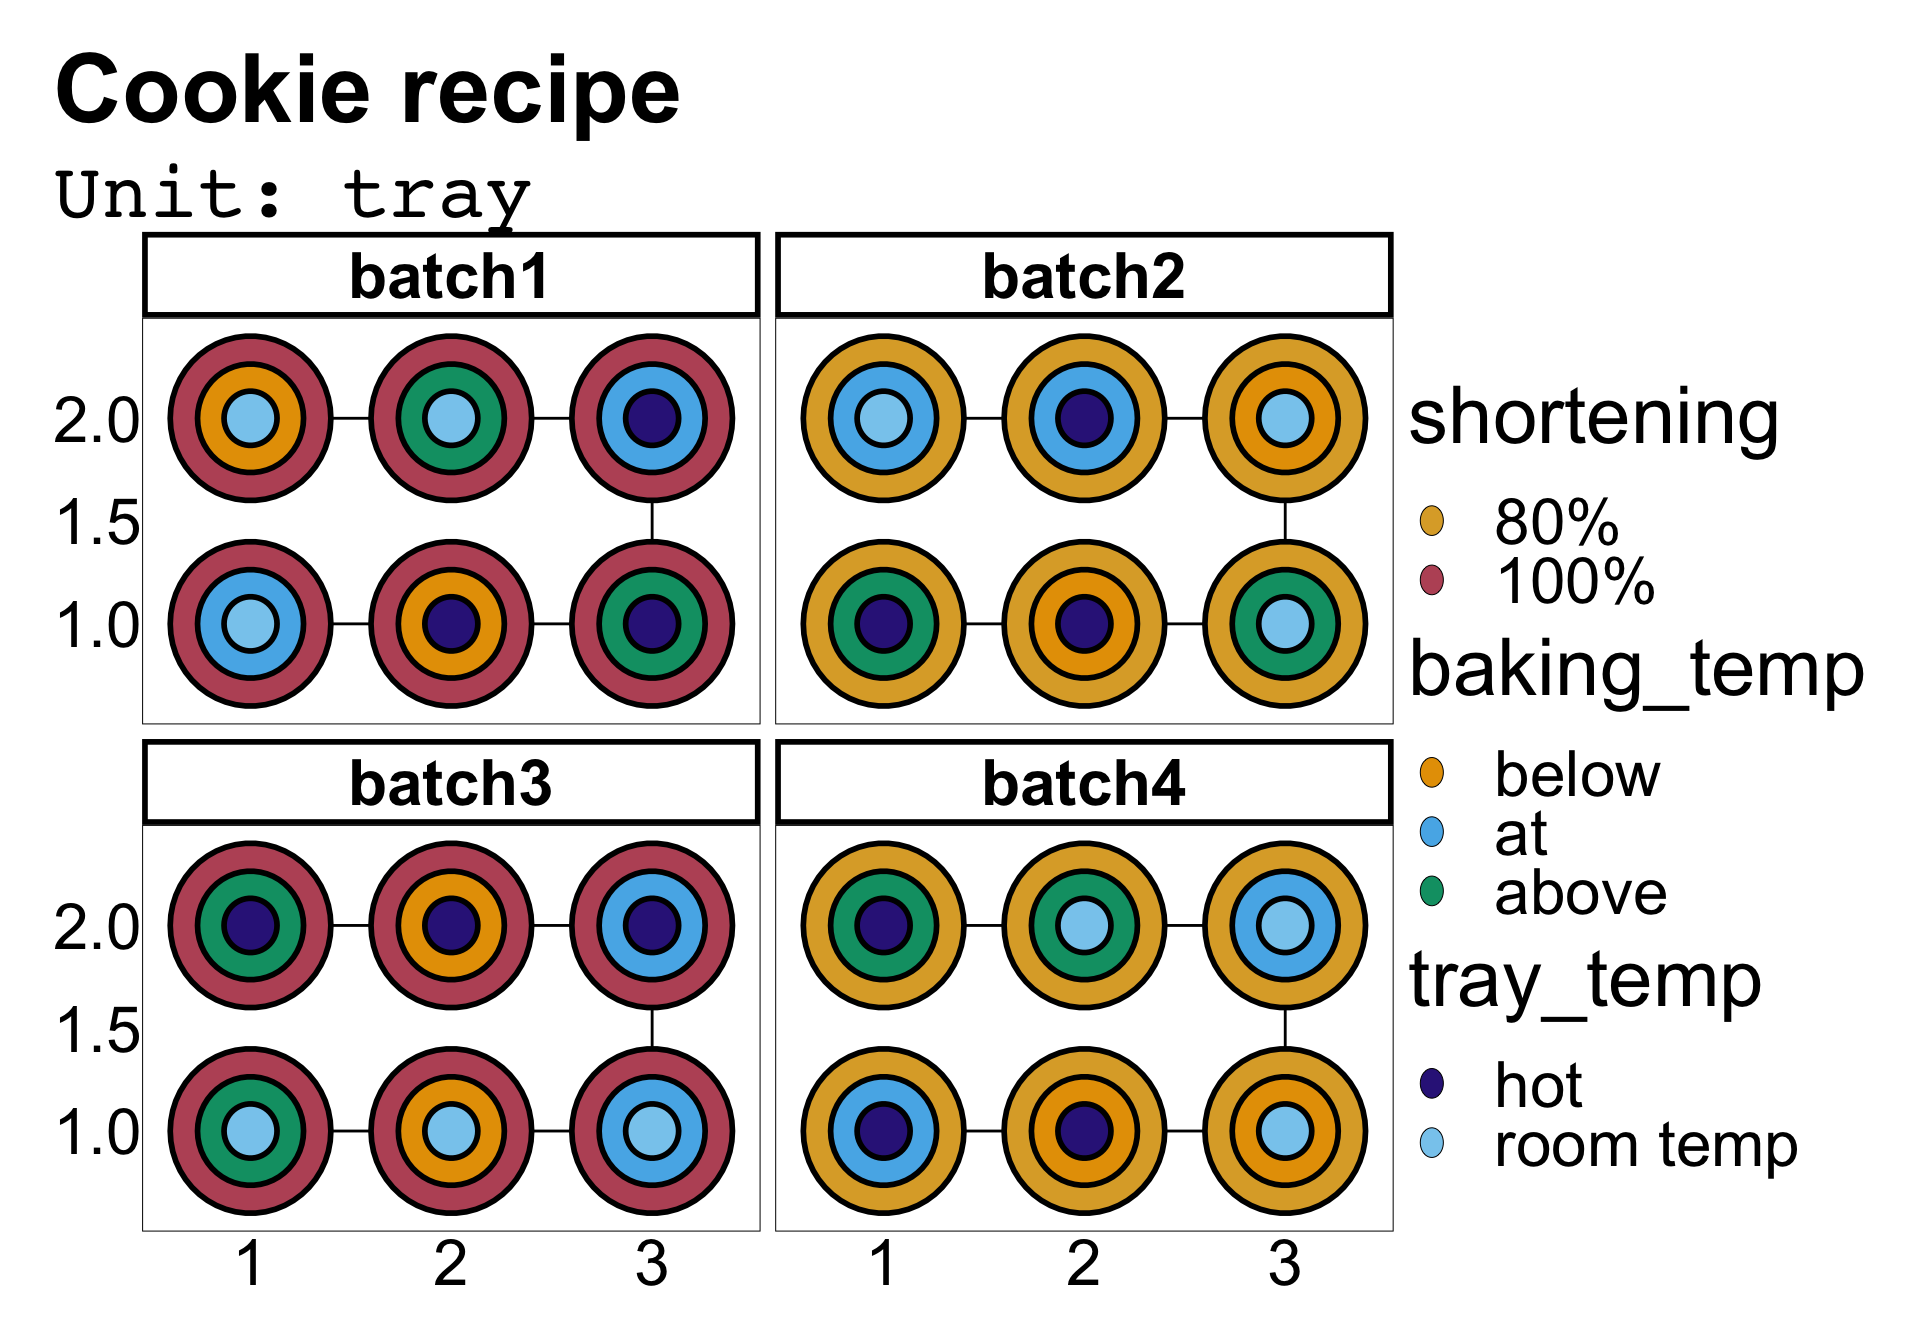 Cookie recipe
Unit: tray
batch1
batch2
2.0
1.5
1.0
batch3
batch4
2.0
1.5
1.0
1
2
3
1
2
3
shortening
80%
100%
baking_temp
below
at
above
tray_temp
hot
room temp